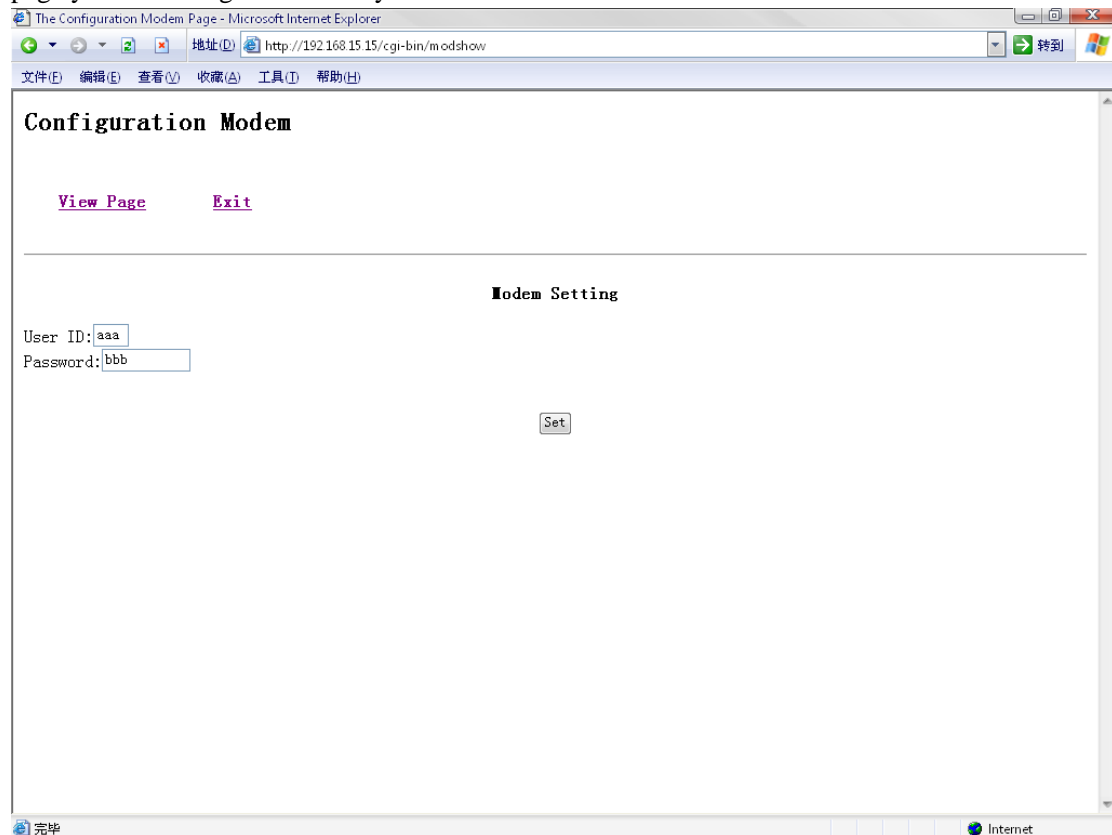 The Configuration Modem Page - Microsoft Internet Explorer
地址(D) http://192.168.15.15/cgi-bin/modshow 转到
文件(F) 编辑(E) 查看(V) 收藏(A) 工具(T) 帮助(H)
Configuration Modem
View Page Exit
Modem Setting
User ID: aaa
Password: bbb
Set
完毕 Internet